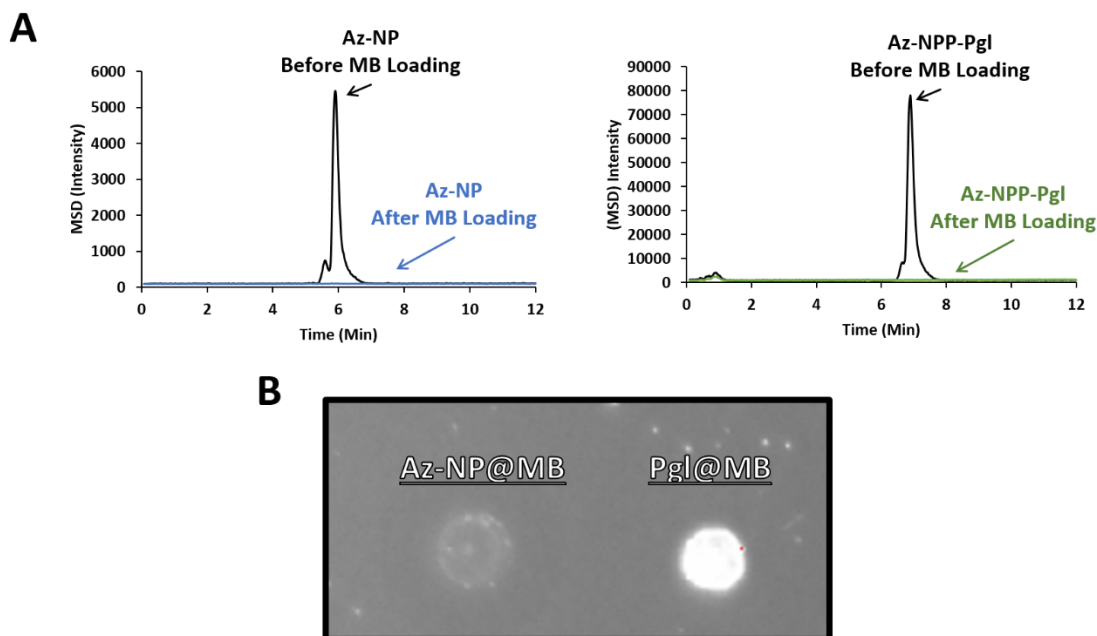 A
Az-NP
Before MB Loading
6000
5000
4000
3000
2000
1000
0
MSD (Intensity)
Az-NP
After MB Loading
0 2 4 6 8 10 12
Time (Min)
Az-NPP-Pgl
Before MB Loading
90000
80000
70000
60000
50000
40000
30000
20000
10000
0
(MSD) Intensity
Az-NPP-Pgl
After MB Loading
0 2 4 6 8 10 12
Time (Min)
B
Az-NP@MB Pgl@MB